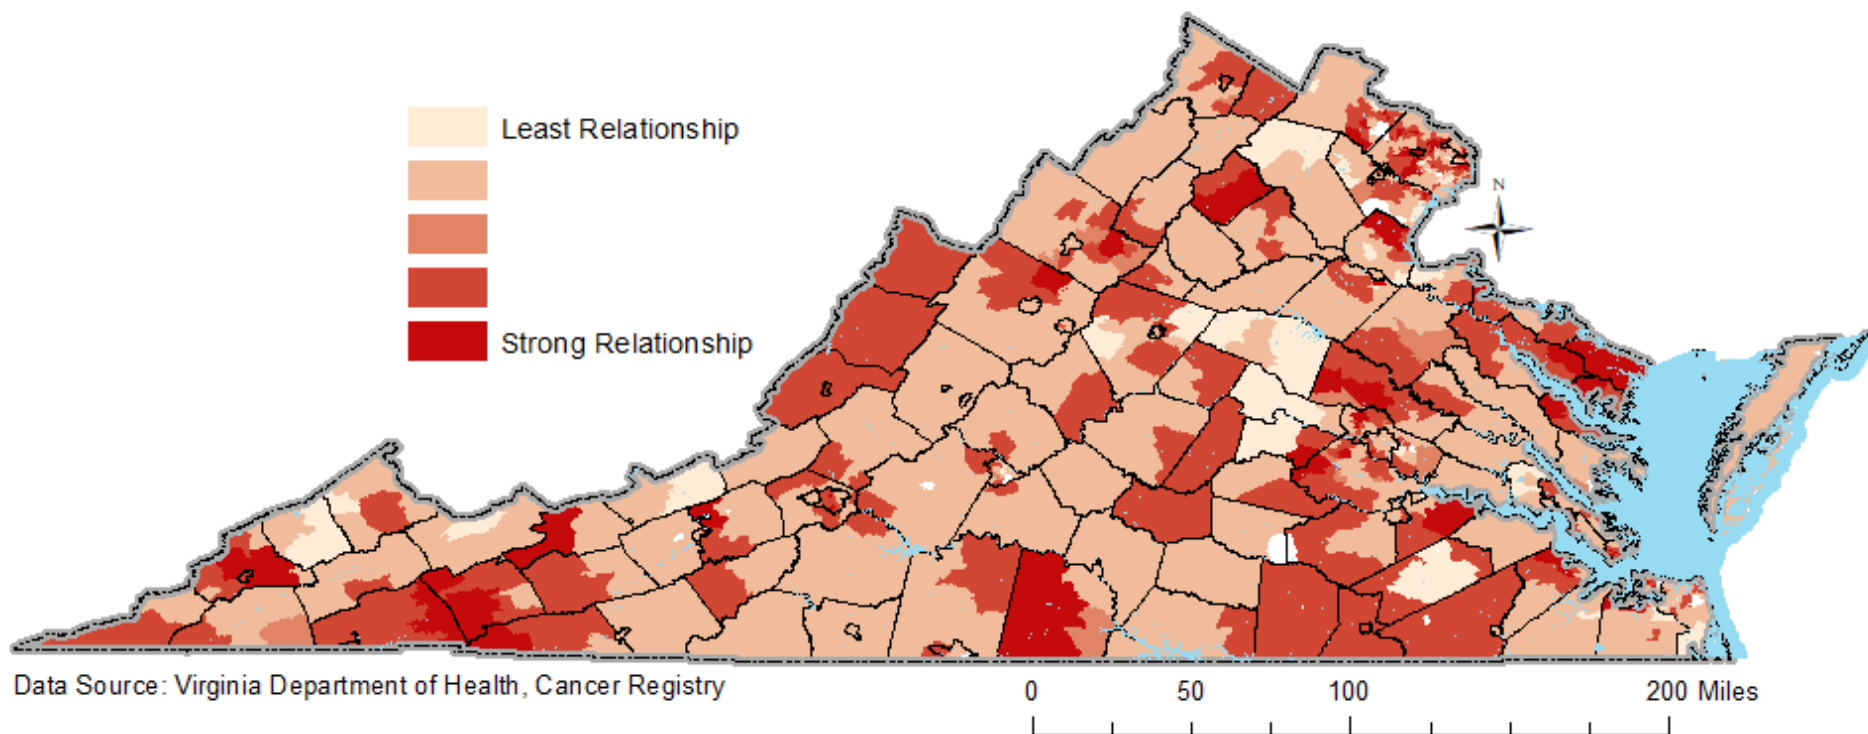 Least Relationship
Strong Relationship
N
Data Source: Virginia Department of Health, Cancer Registry
0 50 100 200 Miles